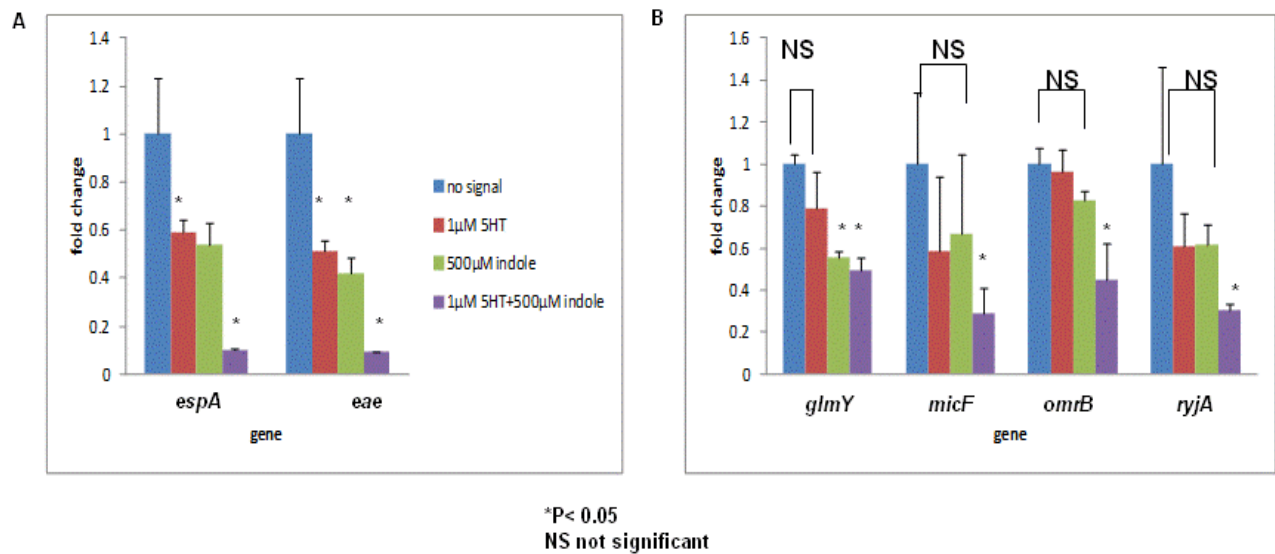 A
1.4
1.2
1
0.8
0.6
0.4
0.2
0
fold change
* * * * *
espA eae
gene
no signal
1µM 5HT
500µM indole
1µM 5HT+500µM indole
B
1.6
1.4
1.2
1
0.8
0.6
0.4
0.2
0
fold change
NS NS NS NS
* * * * *
glmY micF omrB ryjA
gene
*P< 0.05
NS not significant